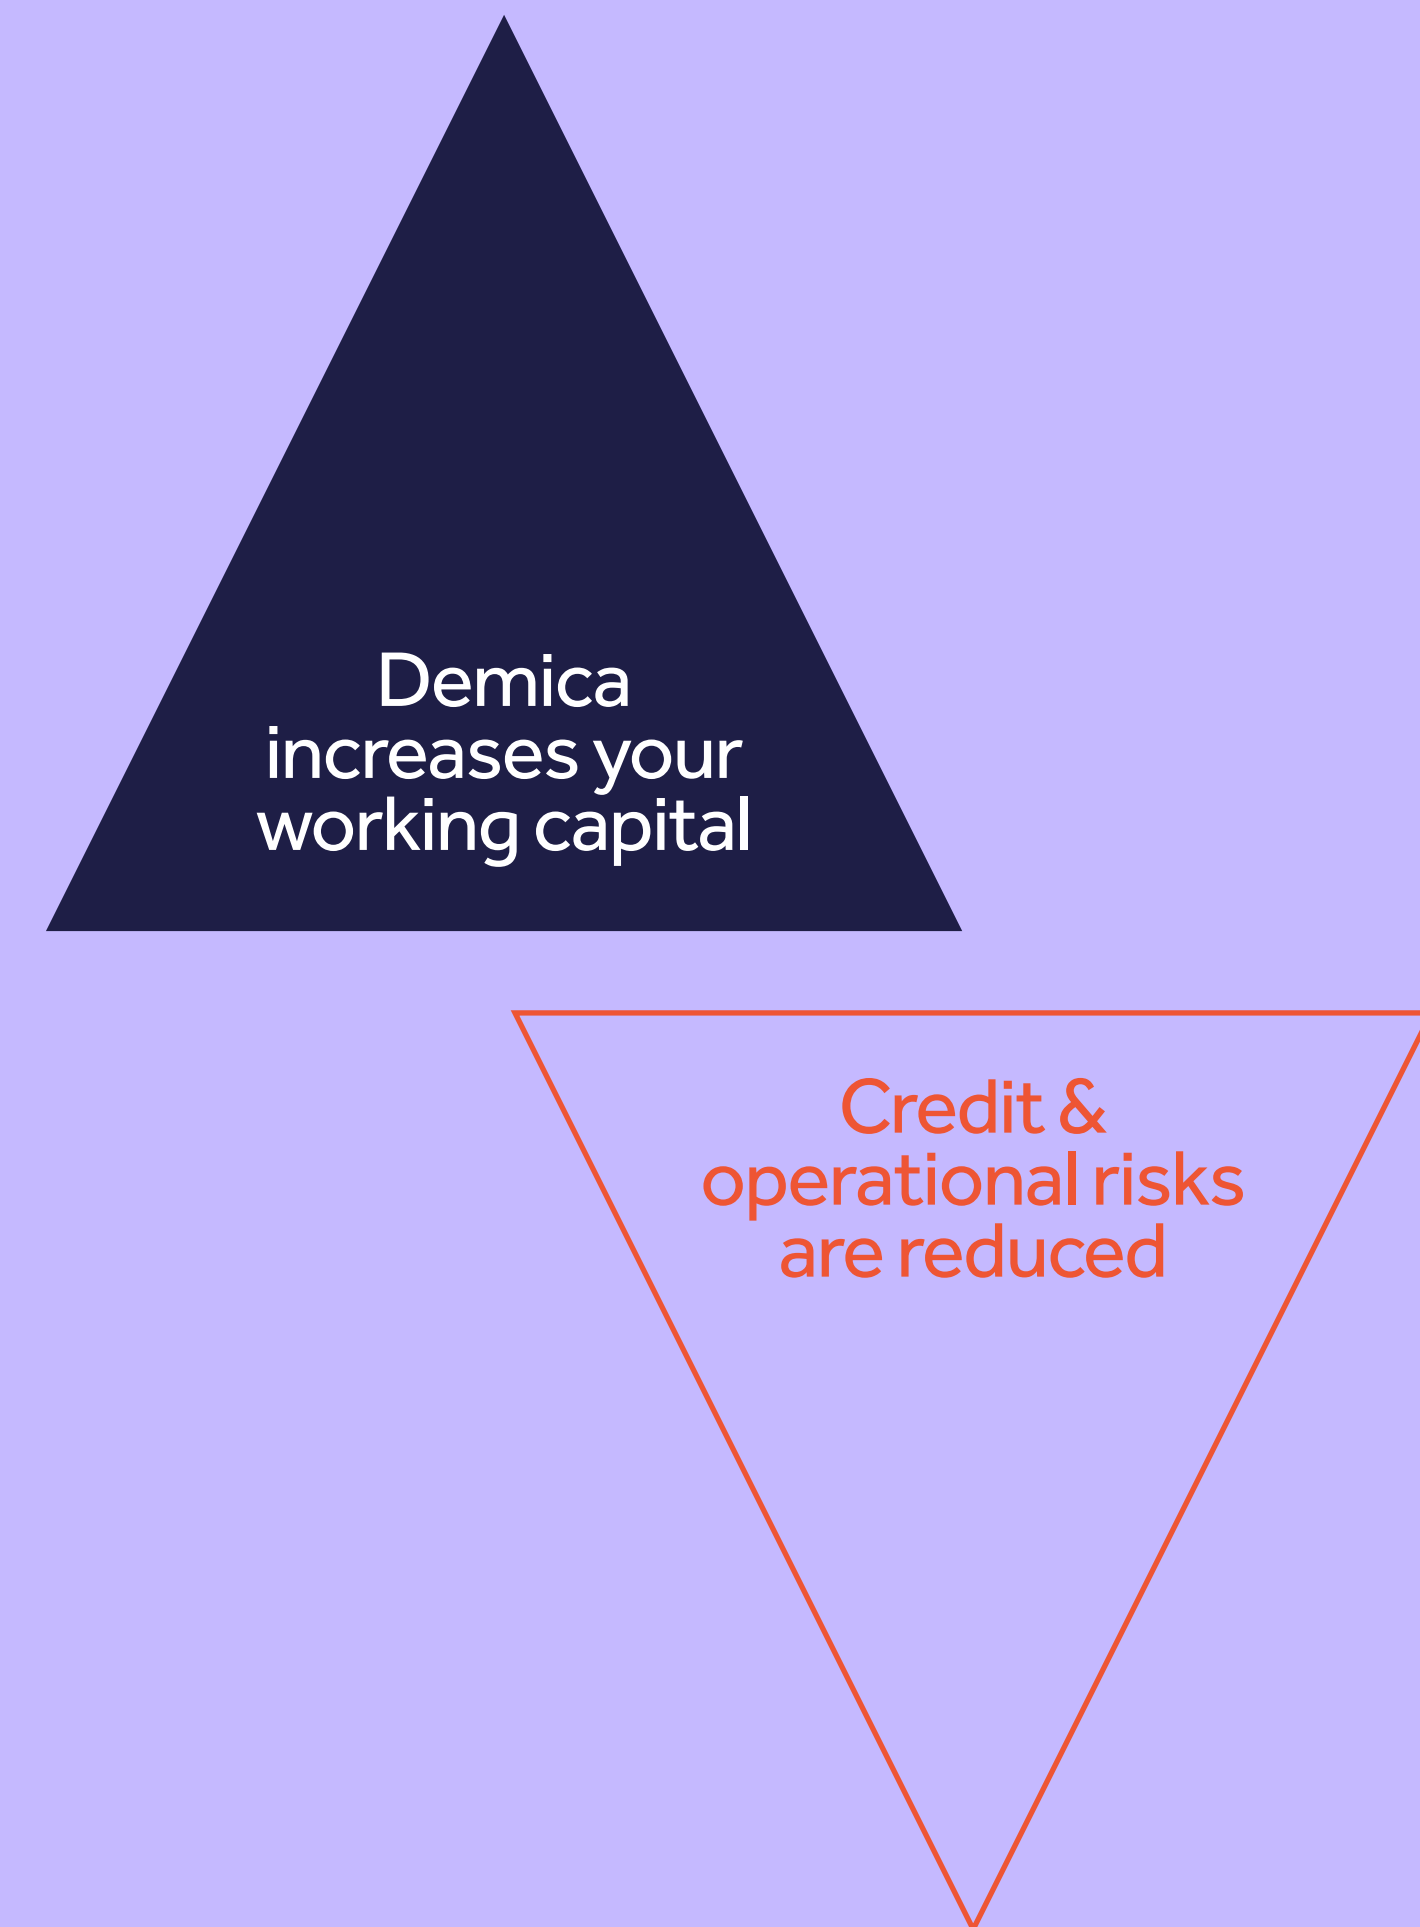 Demica
increases your
working capital
Credit &
operational risks
are reduced